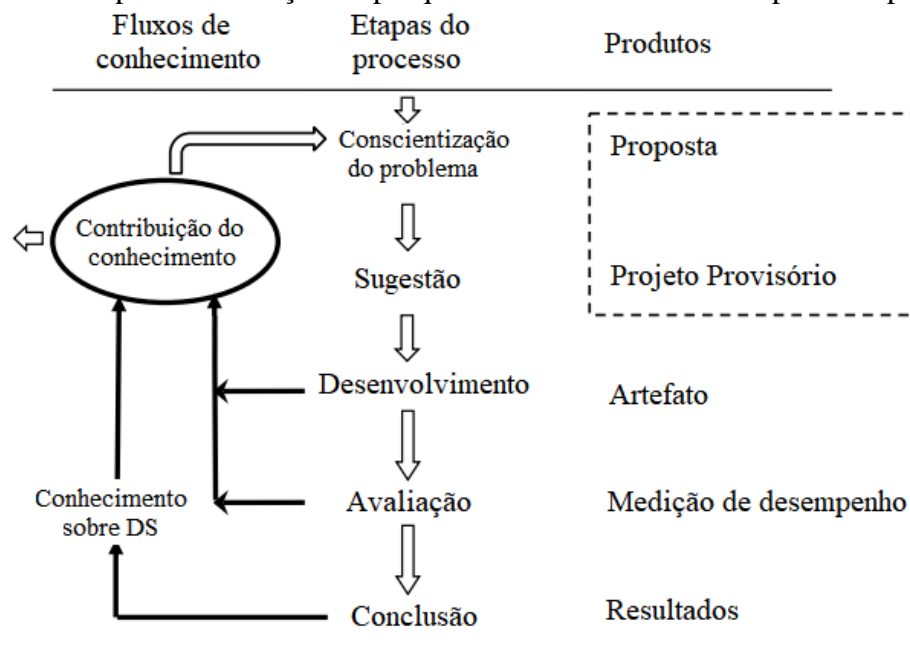 Fluxos de
conhecimento
Etapas do
processo
Produtos
Conscientização
do problema
Proposta
Contribuição do
conhecimento
Sugestão
Projeto Provisório
Desenvolvimento
Artefato
Conhecimento
sobre DS
Avaliação
Medição de desempenho
Conclusão
Resultados